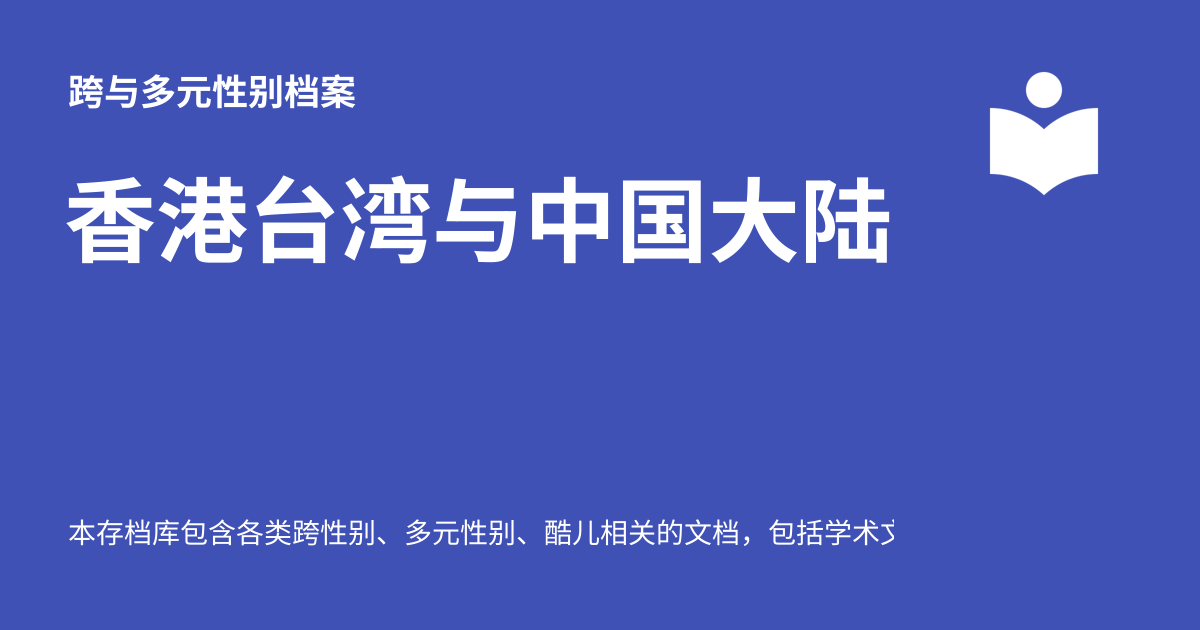 跨与多元性别档案
香港台湾与中国大陆
本存档库包含各类跨性别、多元性别、酷儿相关的文档，包括学术